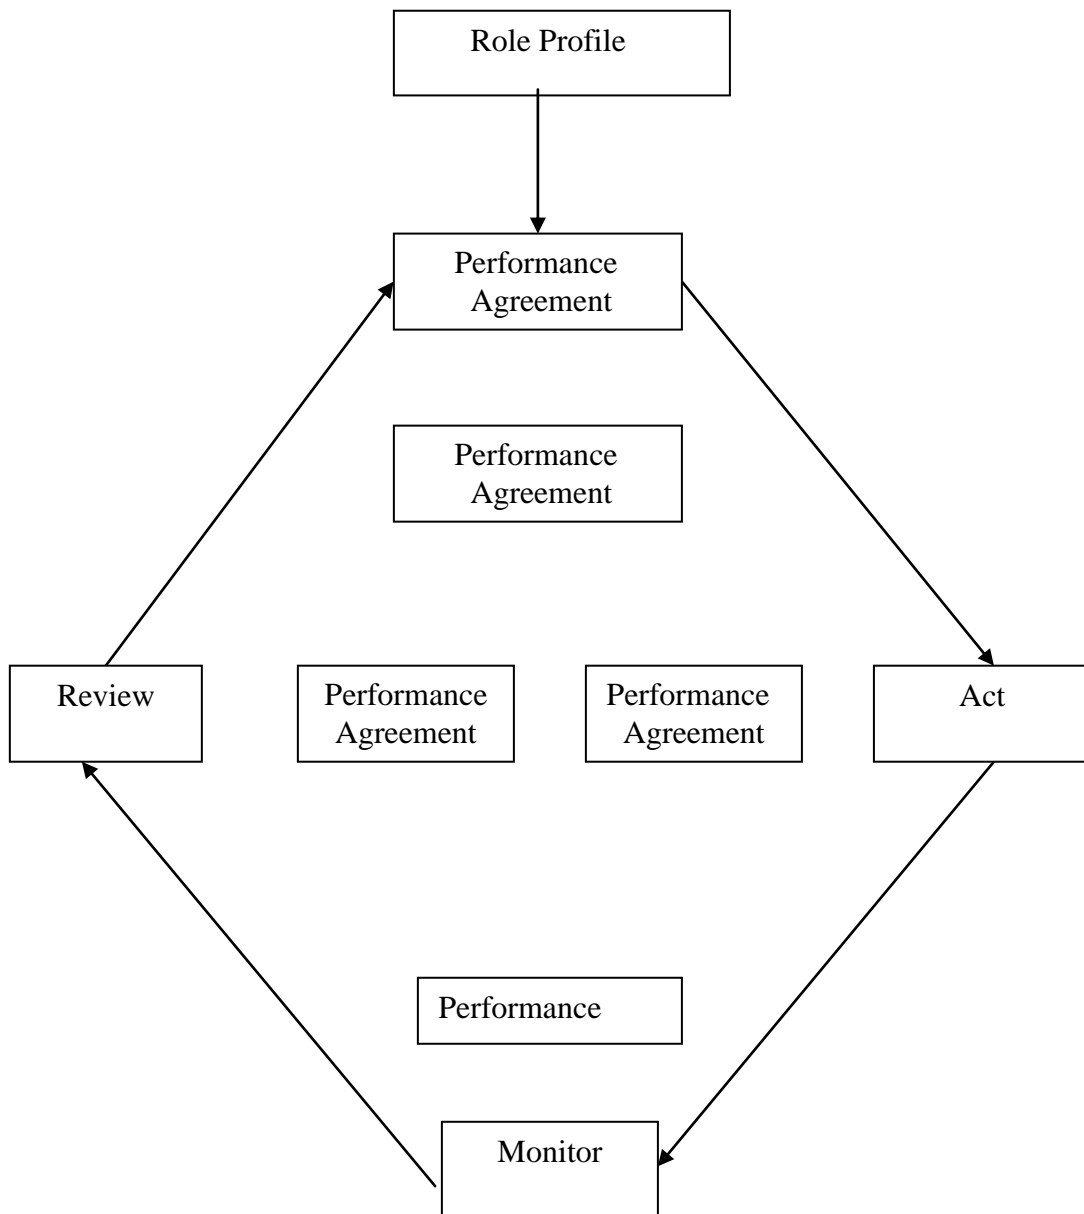 Role Profile
Performance
Agreement
Performance
Agreement
Review
Performance
Agreement
Performance
Agreement
Act
Performance
Monitor